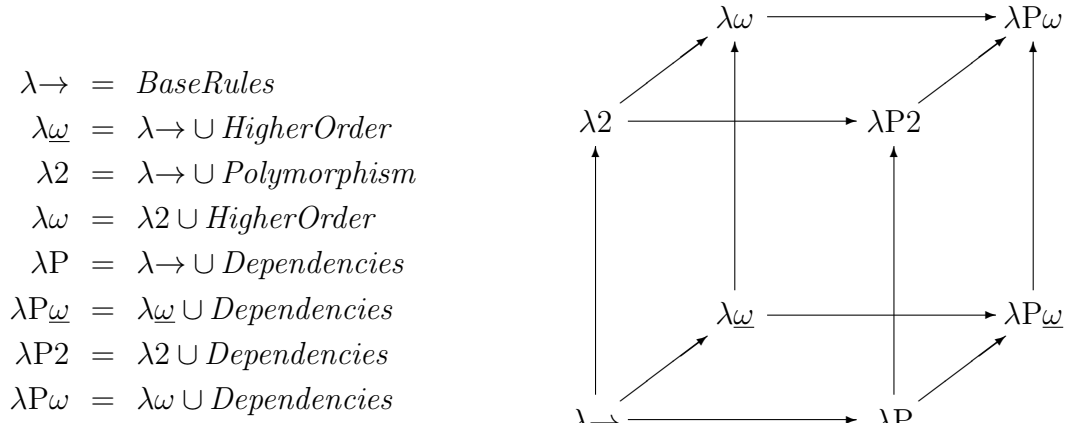 λ→ = BaseRules
λω̲ = λ→ ∪ HigherOrder
λ2 = λ→ ∪ Polymorphism
λω = λ2 ∪ HigherOrder
λP = λ→ ∪ Dependencies
λPω̲ = λω̲ ∪ Dependencies
λP2 = λ2 ∪ Dependencies
λPω = λω ∪ Dependencies
λω λPω
λ2 λP2
λω̲ λPω̲
λ→ λP